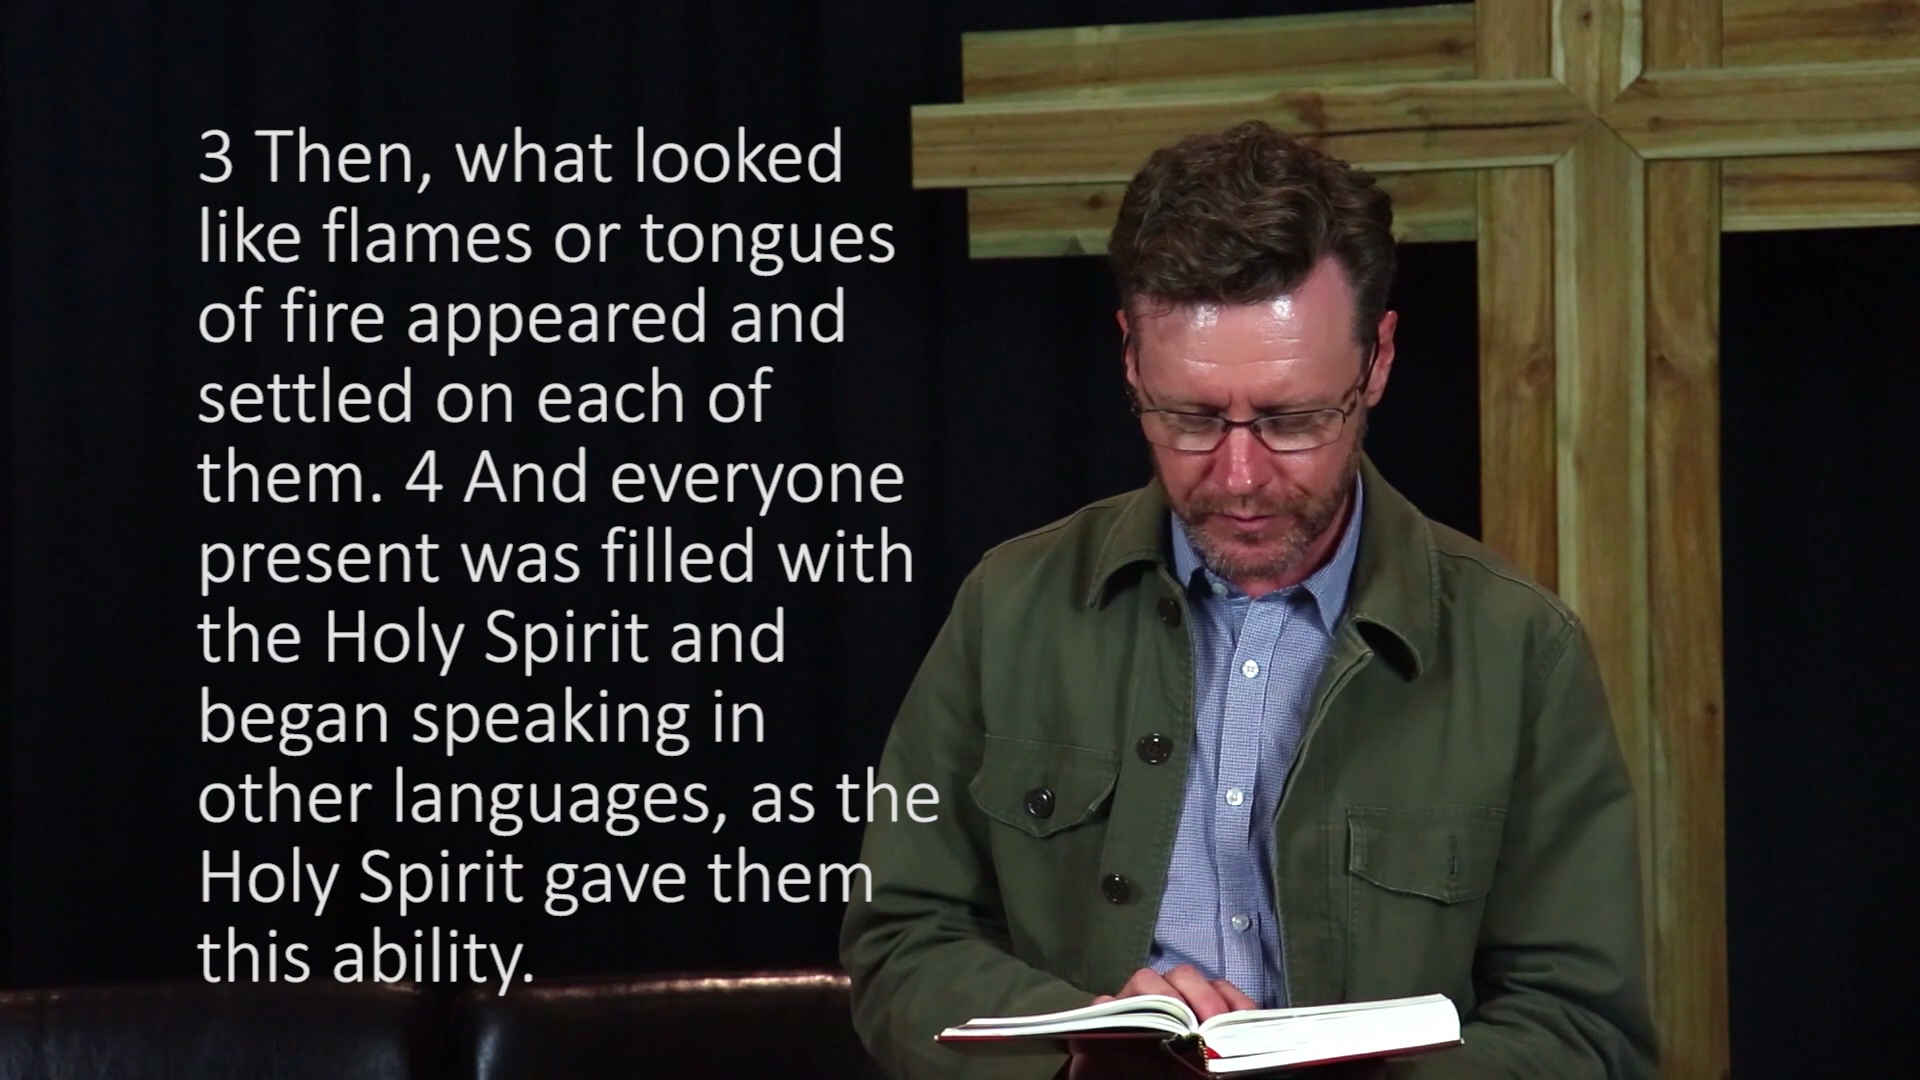 3 Then, what looked
like flames or tongues
of fire appeared and
settled on each of
them. 4 And everyone
present was filled with
the Holy Spirit and
began speaking in
other languages, as the
Holy Spirit gave them
this ability.